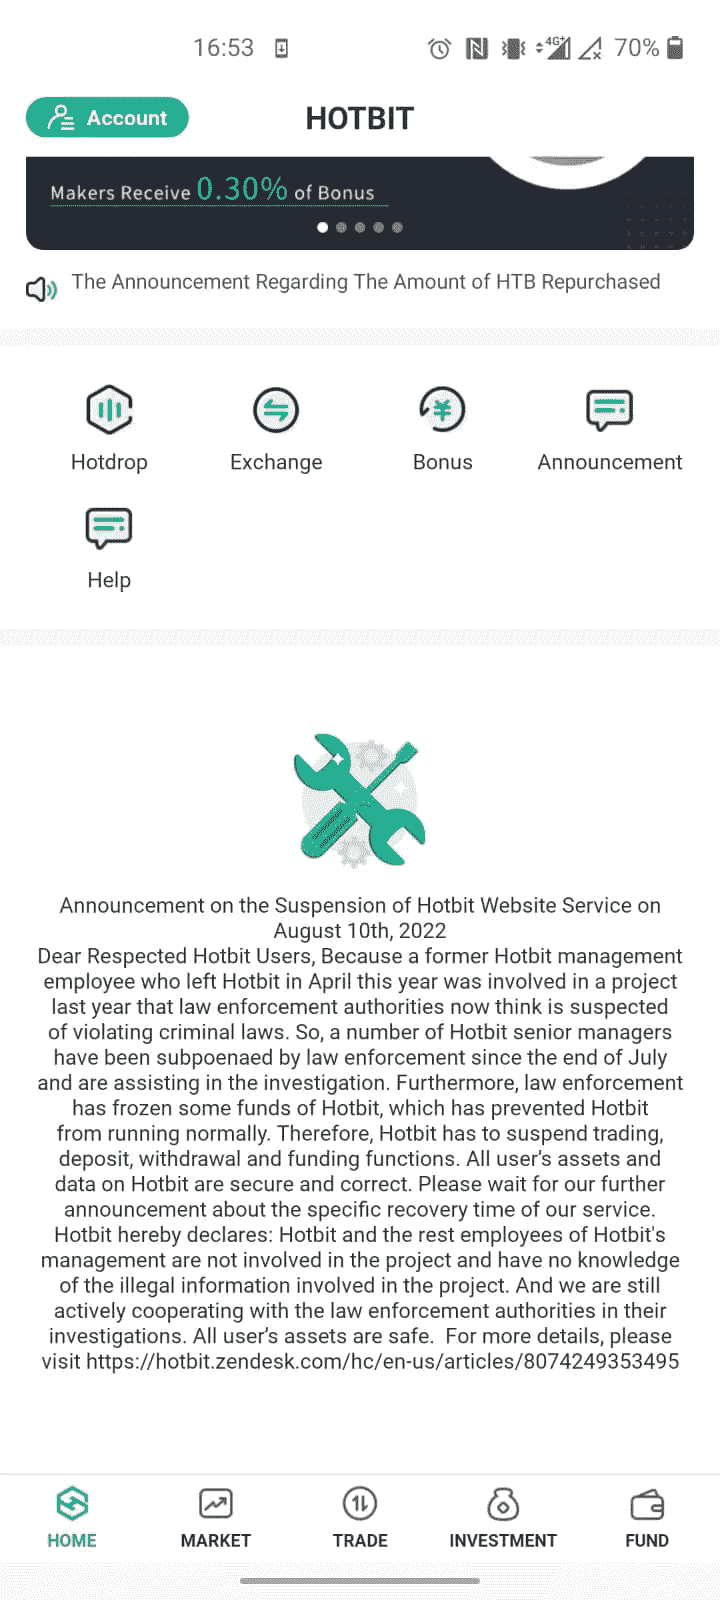 16:53 4G+ 70%
Account HOTBIT
Makers Receive 0.30% of Bonus
The Announcement Regarding The Amount of HTB Repurchased
Hotdrop Exchange Bonus Announcement
Help
Announcement on the Suspension of Hotbit Website Service on
August 10th, 2022
Dear Respected Hotbit Users, Because a former Hotbit management
employee who left Hotbit in April this year was involved in a project
last year that law enforcement authorities now think is suspected
of violating criminal laws. So, a number of Hotbit senior managers
have been subpoenaed by law enforcement since the end of July
and are assisting in the investigation. Furthermore, law enforcement
has frozen some funds of Hotbit, which has prevented Hotbit
from running normally. Therefore, Hotbit has to suspend trading,
deposit, withdrawal and funding functions. All user's assets and
data on Hotbit are secure and correct. Please wait for our further
announcement about the specific recovery time of our service.
Hotbit hereby declares: Hotbit and the rest employees of Hotbit's
management are not involved in the project and have no knowledge
of the illegal information involved in the project. And we are still
actively cooperating with the law enforcement authorities in their
investigations. All user's assets are safe.  For more details, please
visit https://hotbit.zendesk.com/hc/en-us/articles/8074249353495
HOME MARKET TRADE INVESTMENT FUND